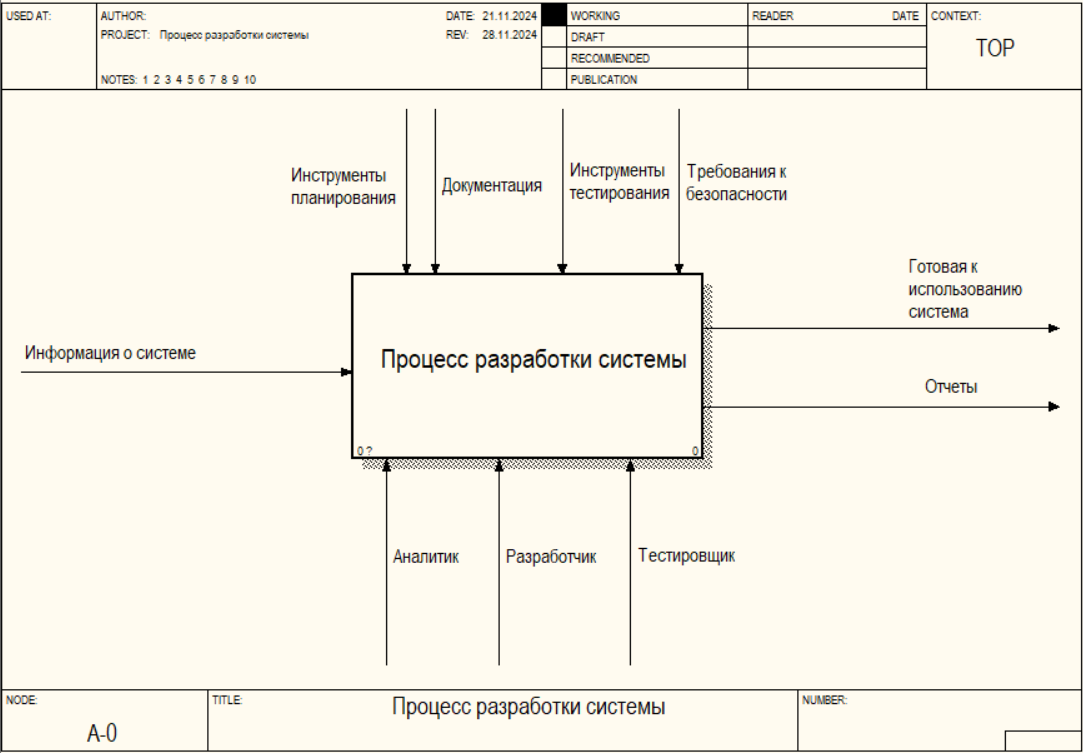 USED AT:
AUTHOR:
DATE: 21.11.2024
PROJECT: Процесс разработки системы
REV: 28.11.2024
NOTES: 1 2 3 4 5 6 7 8 9 10
WORKING
DRAFT
RECOMMENDED
PUBLICATION
READER
DATE
CONTEXT:
TOP
Инструменты
планирования
Документация
Инструменты
тестирования
Требования к
безопасности
Готовая к
использованию
система
Информация о системе
Процесс разработки системы
Отчеты
0 ?
0
Аналитик
Разработчик
Тестировщик
NODE:
A-0
TITLE:
Процесс разработки системы
NUMBER: